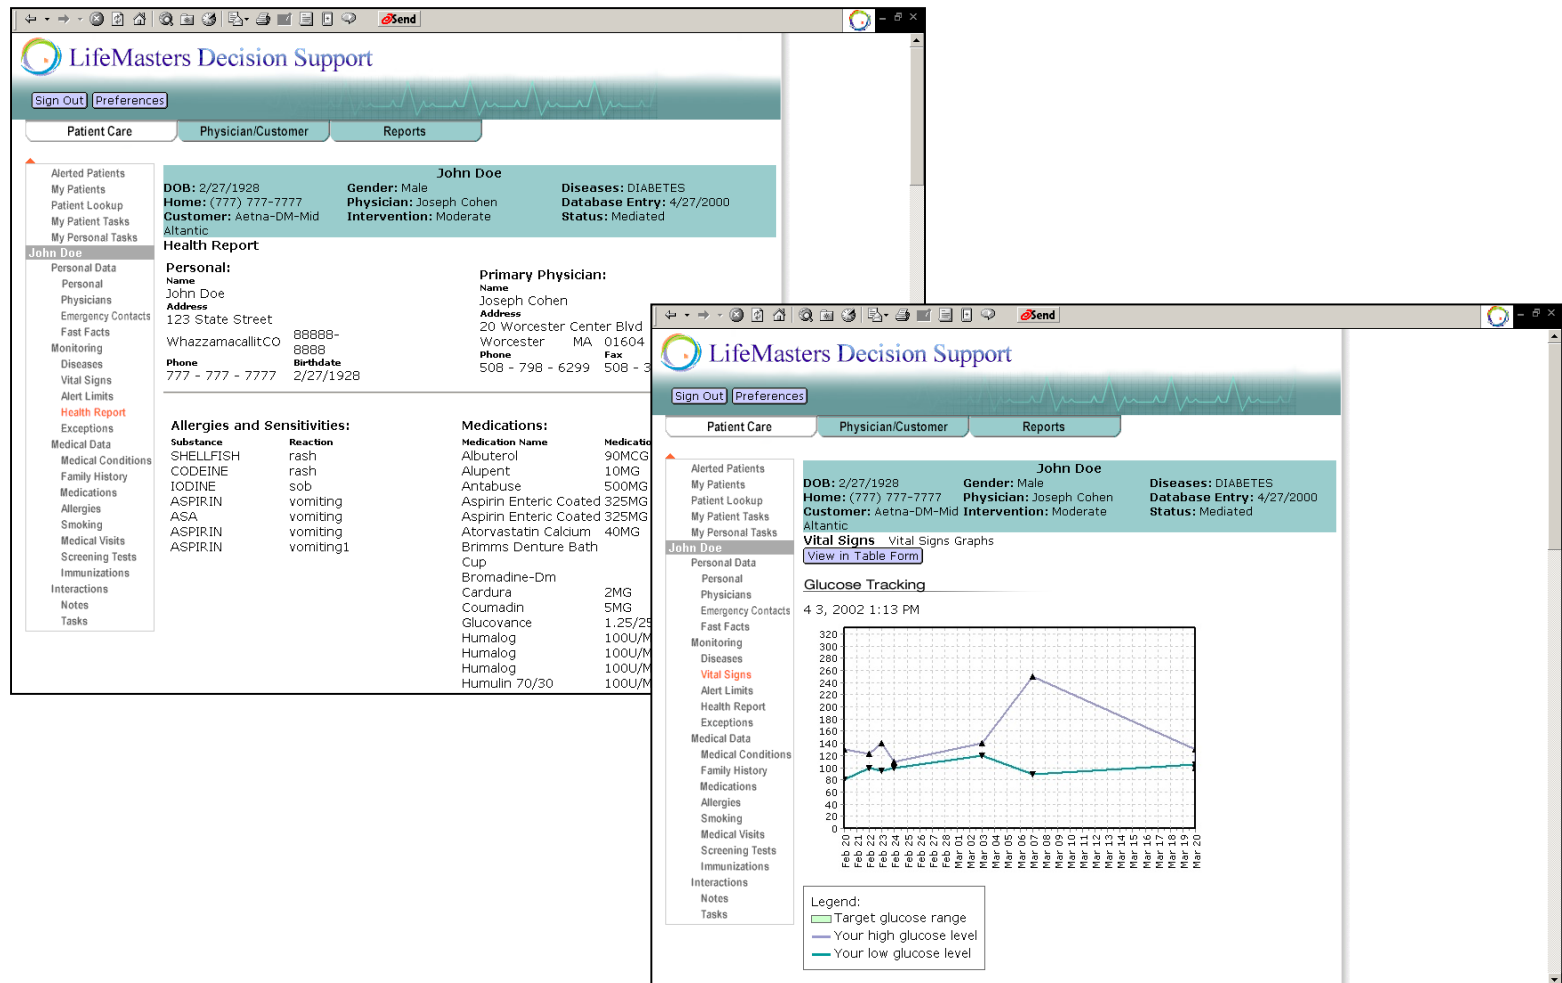 Send
LifeMasters Decision Support
Sign Out Preferences
Patient Care Physician/Customer Reports
Alerted Patients
My Patients
Patient Lookup
My Patient Tasks
My Personal Tasks
John Doe
Personal Data
Personal
Physicians
Emergency Contacts
Fast Facts
Monitoring
Diseases
Vital Signs
Alert Limits
Health Report
Exceptions
Medical Data
Medical Conditions
Family History
Medications
Allergies
Smoking
Medical Visits
Screening Tests
Immunizations
Interactions
Notes
Tasks
John Doe
DOB: 2/27/1928 Gender: Male Diseases: DIABETES
Home: (777) 777-7777 Physician: Joseph Cohen Database Entry: 4/27/2000
Customer: Aetna-DM-Mid Intervention: Moderate Status: Mediated
Altantic
Health Report
Personal:
Name
John Doe
Address
123 State Street
WhazzamacallitCO 88888-
8888
Phone Birthdate
777 - 777 - 7777 2/27/1928
Primary Physician:
Name
Joseph Cohen
Address
20 Worcester Center Blvd
Worcester MA 01604
Phone Fax
508 - 798 - 6299 508 - 3
Allergies and Sensitivities:
Substance Reaction
SHELLFISH rash
CODEINE rash
IODINE sob
ASPIRIN vomiting
ASA vomiting
ASPIRIN vomiting
ASPIRIN vomiting1
Medications:
Medication Name Medicatio
Albuterol 90MCG
Alupent 10MG
Antabuse 500MG
Aspirin Enteric Coated 325MG
Aspirin Enteric Coated 325MG
Atorvastatin Calcium 40MG
Brimms Denture Bath
Cup
Bromadine-Dm
Cardura 2MG
Coumadin 5MG
Glucovance 1.25/25
Humalog 100U/M
Humalog 100U/M
Humalog 100U/M
Humulin 70/30 100U/M
Send
LifeMasters Decision Support
Sign Out Preferences
Patient Care Physician/Customer Reports
Alerted Patients
My Patients
Patient Lookup
My Patient Tasks
My Personal Tasks
John Doe
Personal Data
Personal
Physicians
Emergency Contacts
Fast Facts
Monitoring
Diseases
Vital Signs
Alert Limits
Health Report
Exceptions
Medical Data
Medical Conditions
Family History
Medications
Allergies
Smoking
Medical Visits
Screening Tests
Immunizations
Interactions
Notes
Tasks
John Doe
DOB: 2/27/1928 Gender: Male Diseases: DIABETES
Home: (777) 777-7777 Physician: Joseph Cohen Database Entry: 4/27/2000
Customer: Aetna-DM-Mid Intervention: Moderate Status: Mediated
Altantic
Vital Signs Vital Signs Graphs
View in Table Form
Glucose Tracking
4 3, 2002 1:13 PM
320
300
280
260
240
220
200
180
160
140
120
100
80
60
40
20
0
Feb 20 Feb 21 Feb 22 Feb 23 Feb 24 Feb 25 Feb 26 Feb 27 Feb 28 Mar 01 Mar 02 Mar 03 Mar 04 Mar 05 Mar 06 Mar 07 Mar 08 Mar 09 Mar 10 Mar 11 Mar 12 Mar 13 Mar 14 Mar 15 Mar 16 Mar 17 Mar 18 Mar 19 Mar 20
Legend:
Target glucose range
Your high glucose level
Your low glucose level